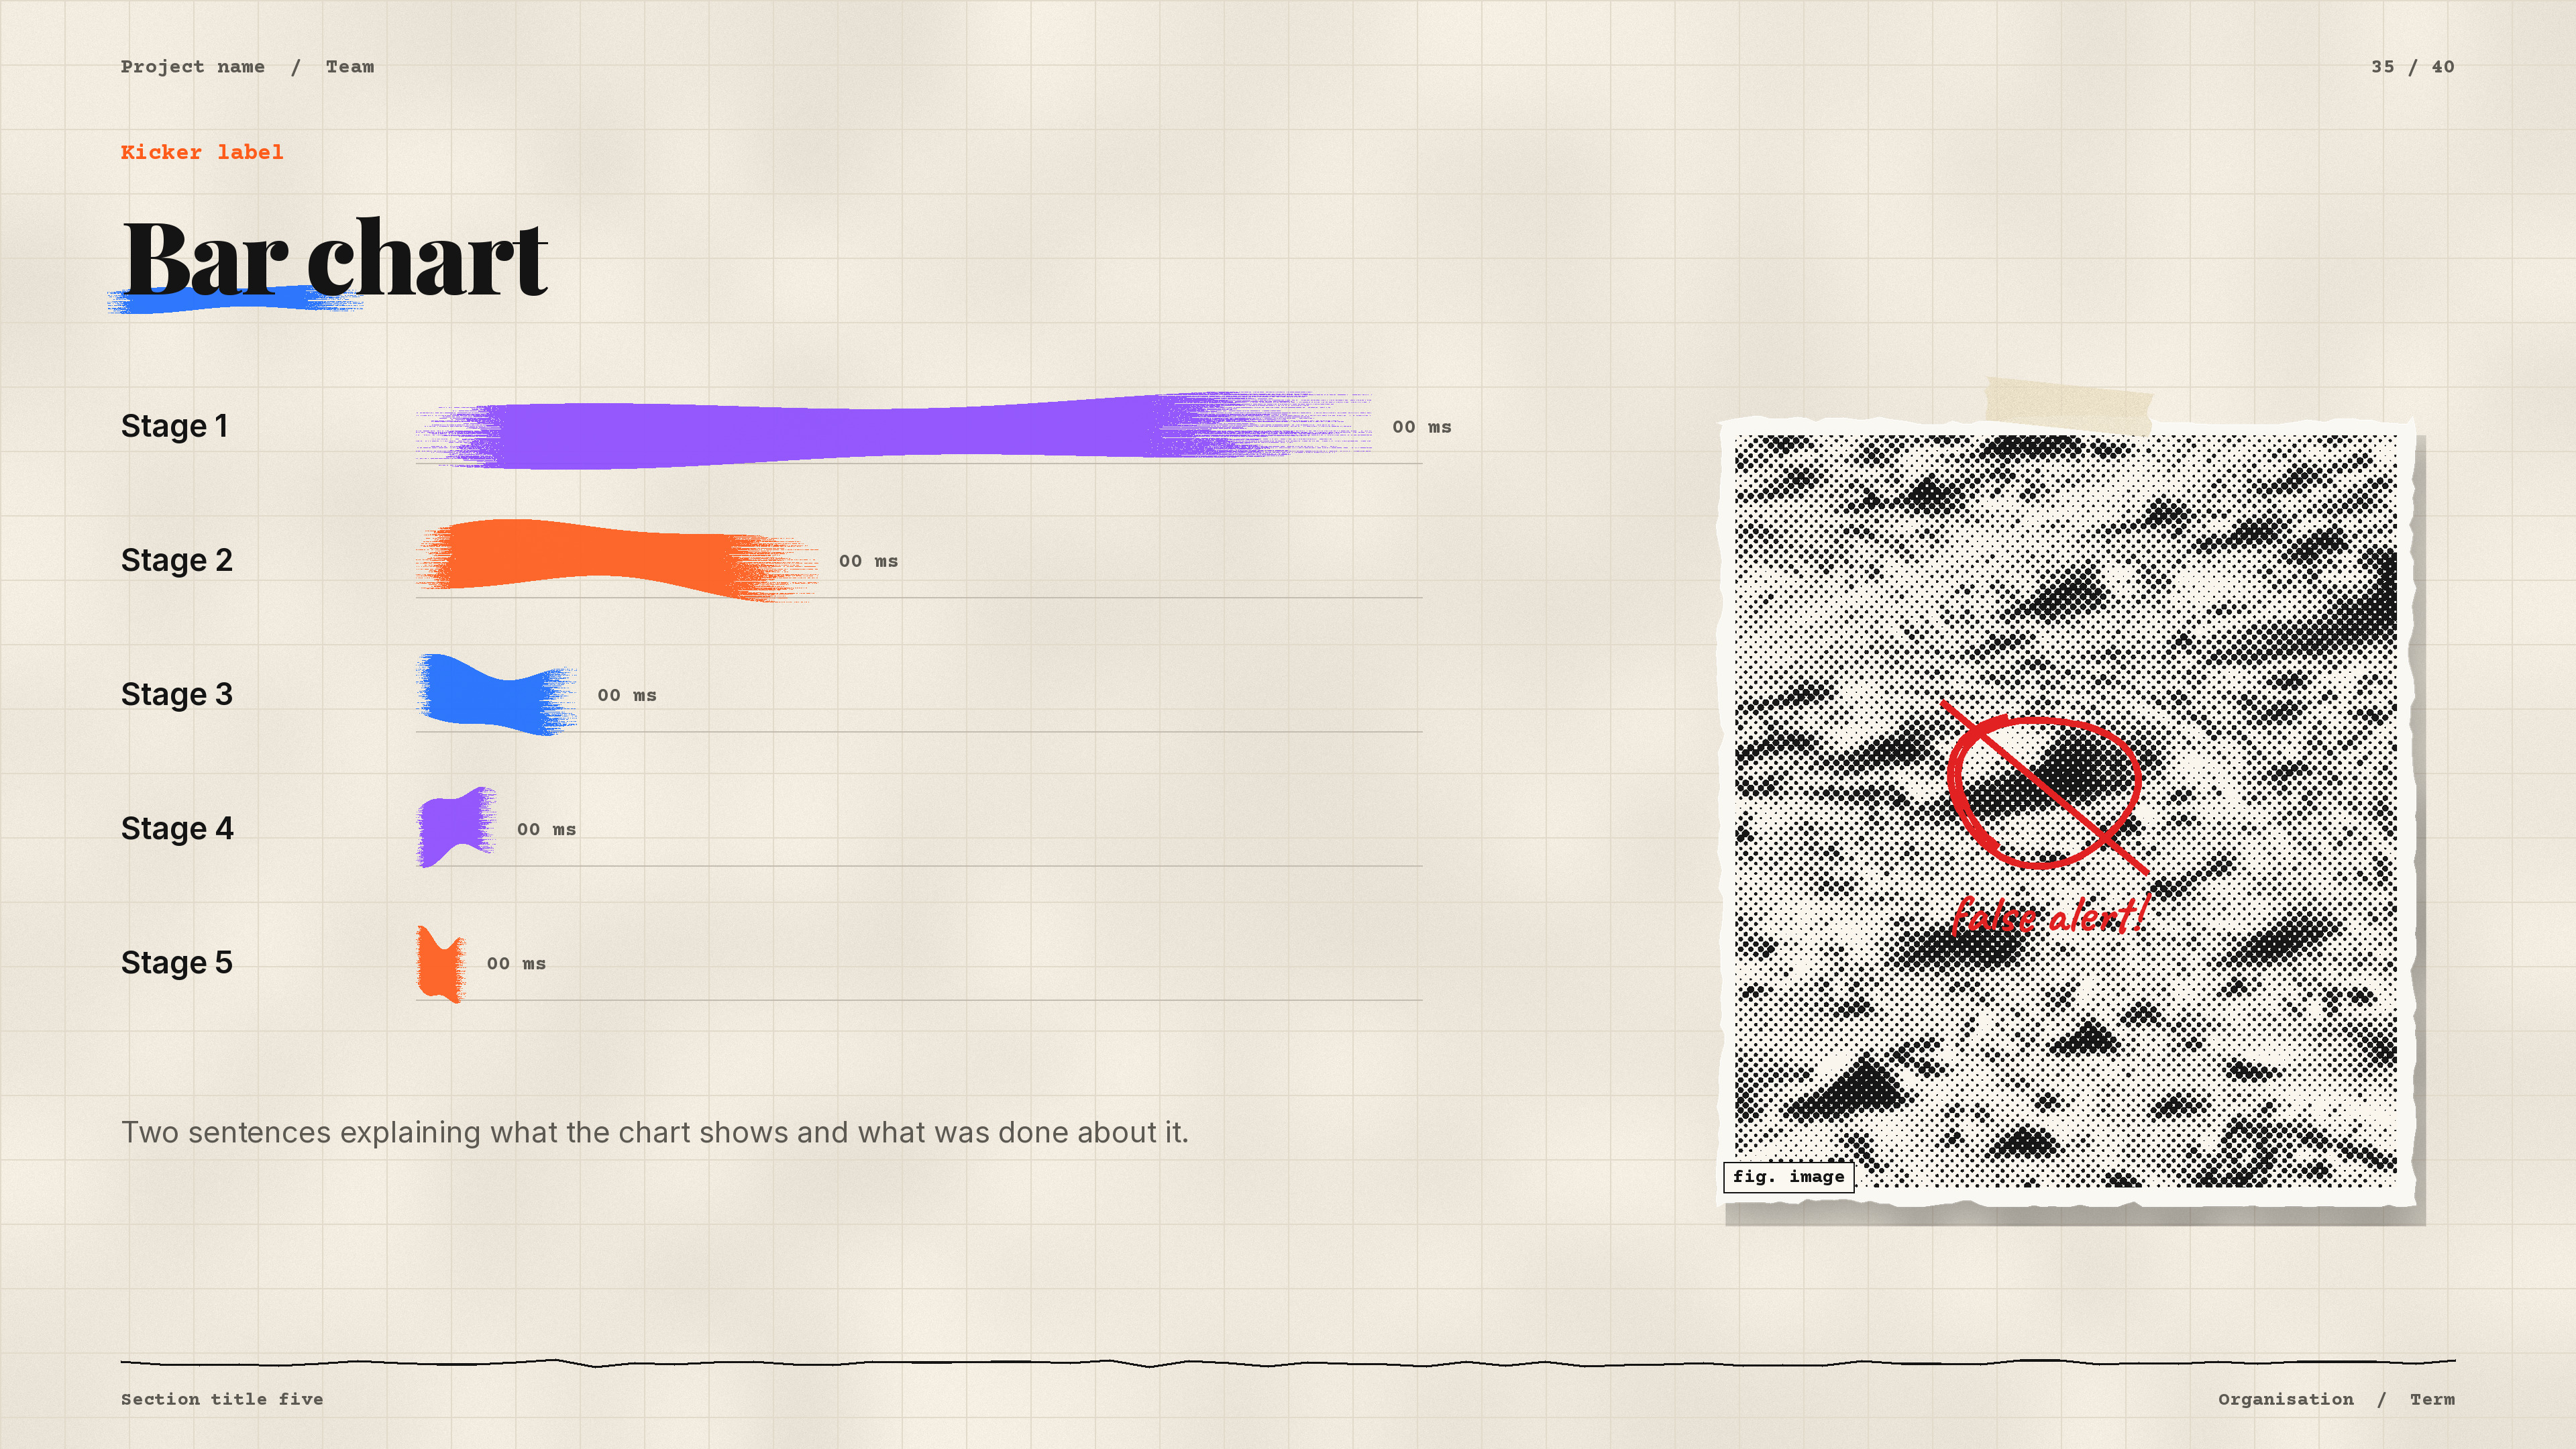 Project name / Team
35 / 40
Kicker label
Bar chart
Stage 1
00 ms
Stage 2
00 ms
Stage 3
00 ms
Stage 4
00 ms
Stage 5
00 ms
false alert!
fig. image
Two sentences explaining what the chart shows and what was done about it.
Section title five
Organisation / Term